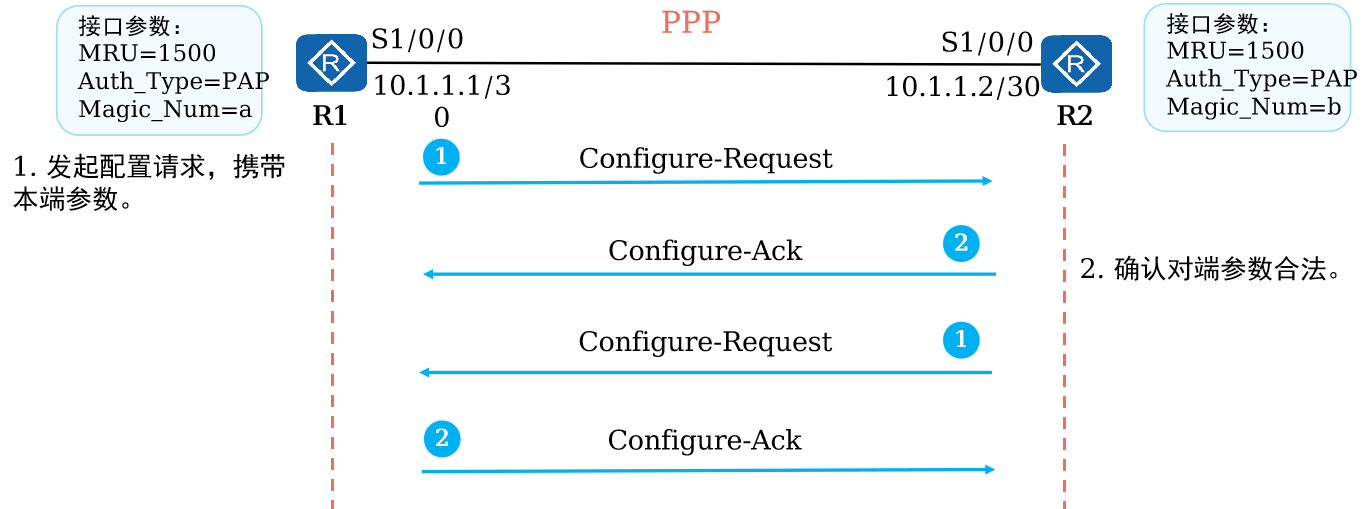 接口参数：
MRU=1500
Auth_Type=PAP
Magic_Num=a
R
R1
S1/0/0
10.1.1.1/3
0
PPP
S1/0/0
10.1.1.2/30
R
R2
接口参数：
MRU=1500
Auth_Type=PAP
Magic_Num=b
1. 发起配置请求，携带
本端参数。
1
Configure-Request
2
Configure-Ack
2. 确认对端参数合法。
1
Configure-Request
2
Configure-Ack